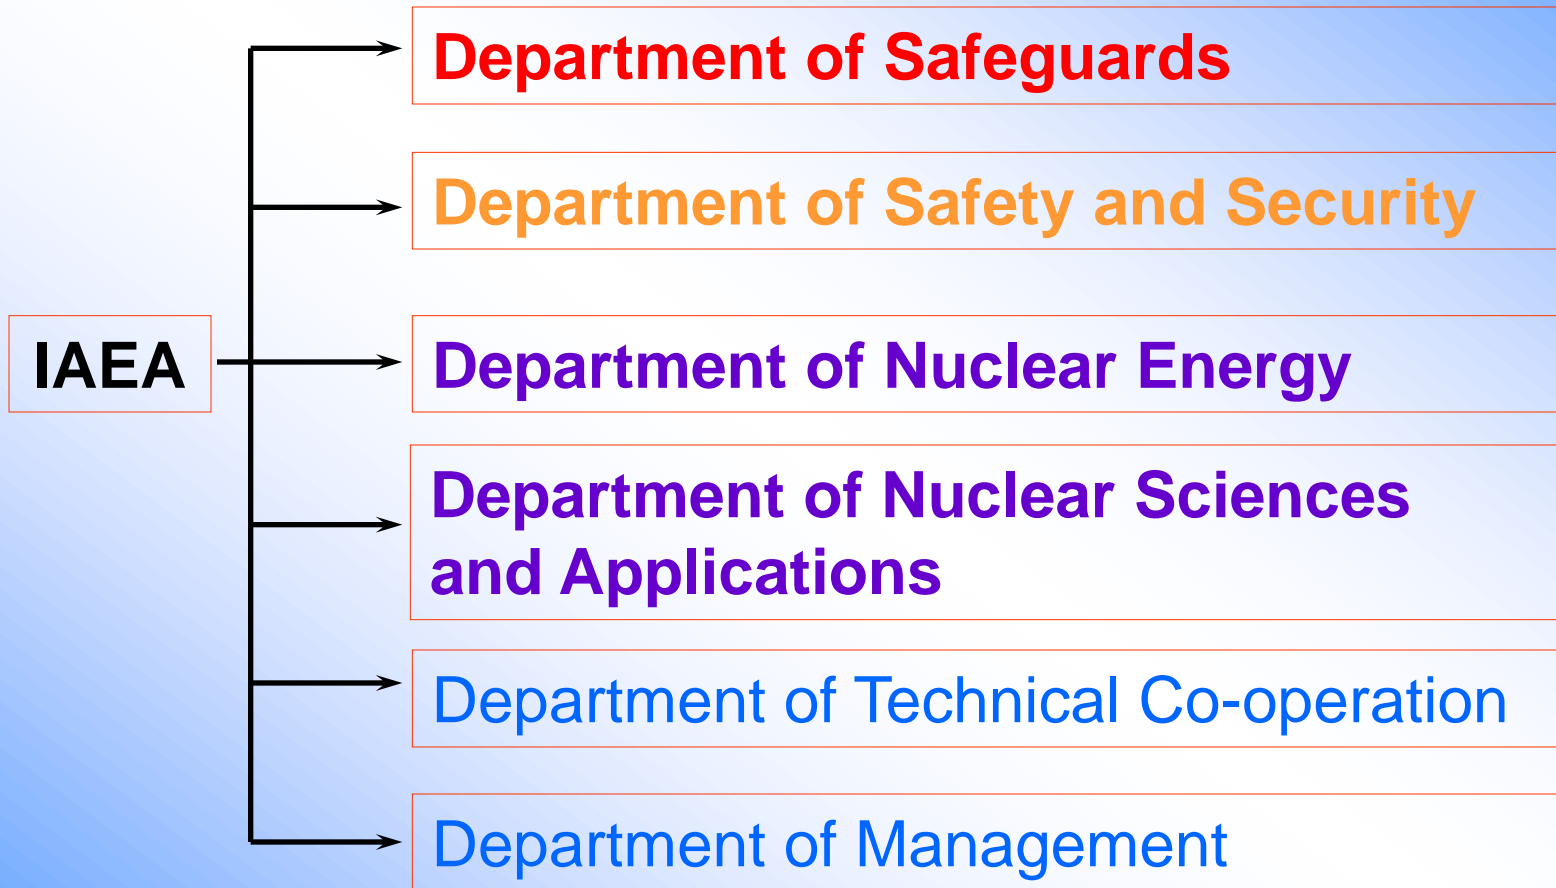 Department of Safeguards
Department of Safety and Security
IAEA
Department of Nuclear Energy
Department of Nuclear Sciences
and Applications
Department of Technical Co-operation
Department of Management